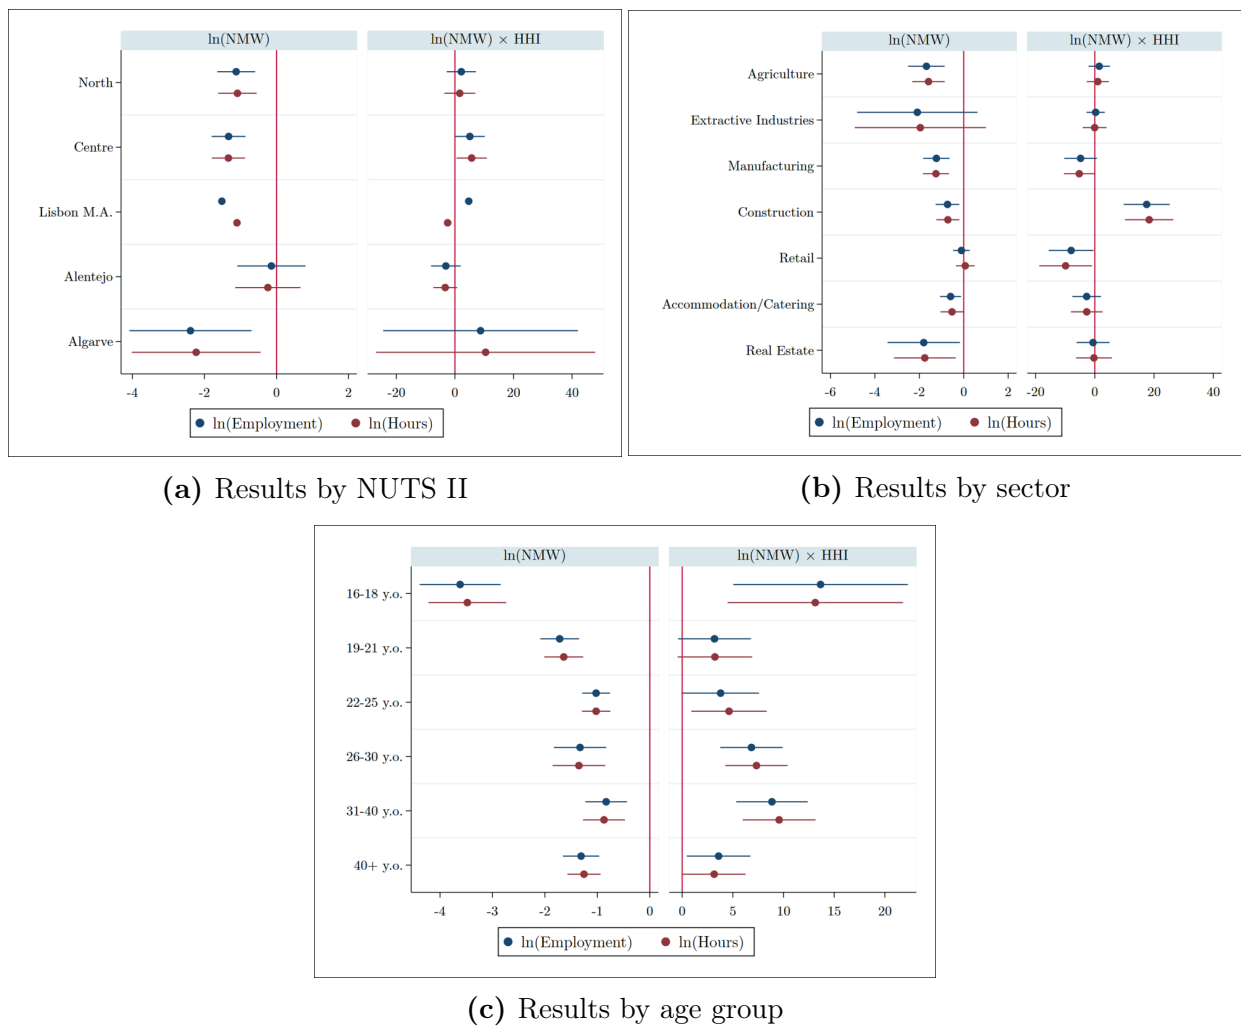 ln(NMW) ln(NMW) × HHI
North
Centre
Lisbon M.A.
Alentejo
Algarve
-4 -2 0 2 -20 0 20 40
ln(Employment) ln(Hours)
(a) Results by NUTS II
ln(NMW) ln(NMW) × HHI
Agriculture
Extractive Industries
Manufacturing
Construction
Retail
Accommodation/Catering
Real Estate
-6 -4 -2 0 2 -20 0 20 40
ln(Employment) ln(Hours)
(b) Results by sector
ln(NMW) ln(NMW) × HHI
16-18 y.o.
19-21 y.o.
22-25 y.o.
26-30 y.o.
31-40 y.o.
40+ y.o.
-4 -3 -2 -1 0 0 5 10 15 20
ln(Employment) ln(Hours)
(c) Results by age group